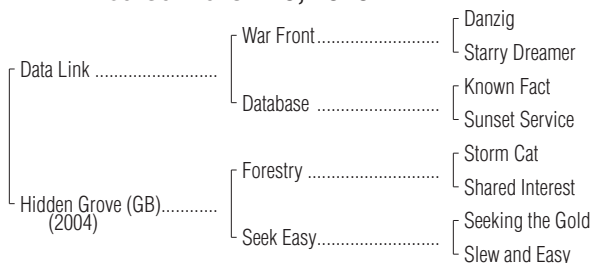 War Front
Danzig
Starry Dreamer
Data Link
Database
Known Fact
Sunset Service
Forestry
Storm Cat
Shared Interest
Hidden Grove (GB)
(2004)
Seek Easy
Seeking the Gold
Slew and Easy